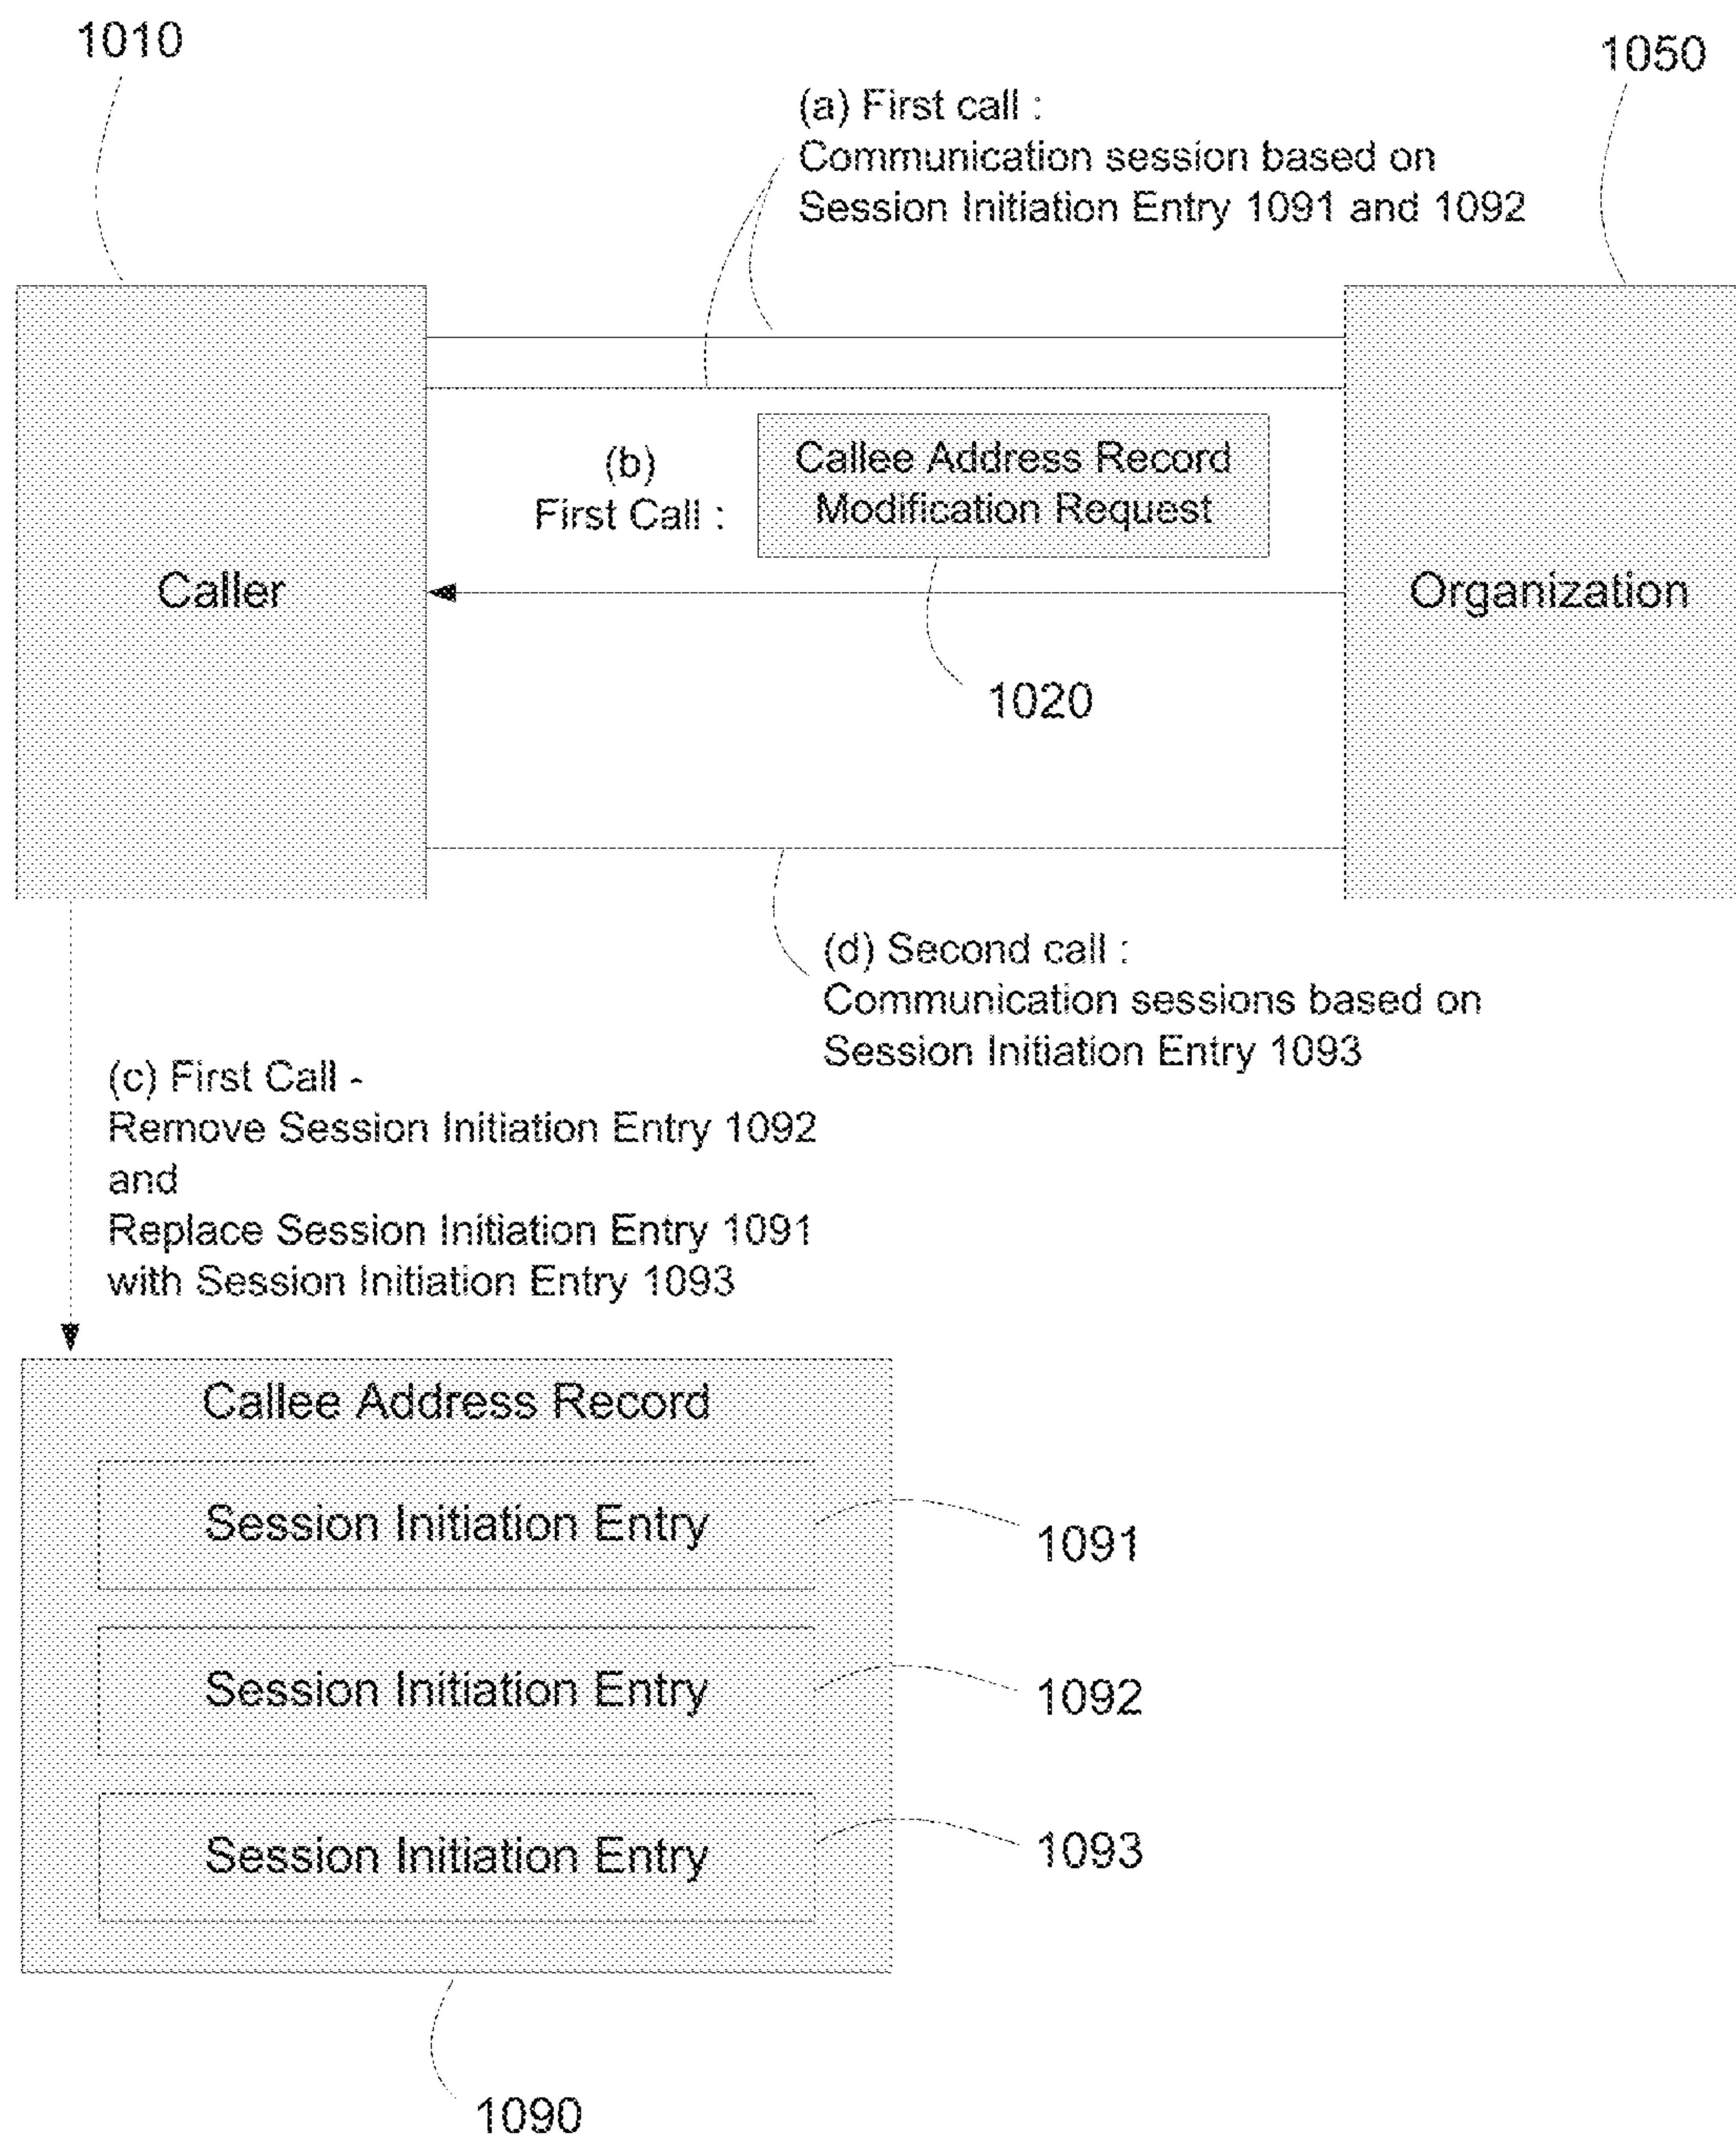 1010
1050
(a) First call :
Communication session based on
Session Initiation Entry 1091 and 1092
(b)
First Call :
Callee Address Record
Modification Request
Caller
Organization
1020
(d) Second call :
Communication sessions based on
Session Initiation Entry 1093
(c) First Call -
Remove Session Initiation Entry 1092
and
Replace Session Initiation Entry 1091
with Session Initiation Entry 1093
Callee Address Record
Session Initiation Entry
1091
Session Initiation Entry
1092
Session Initiation Entry
1093
1090